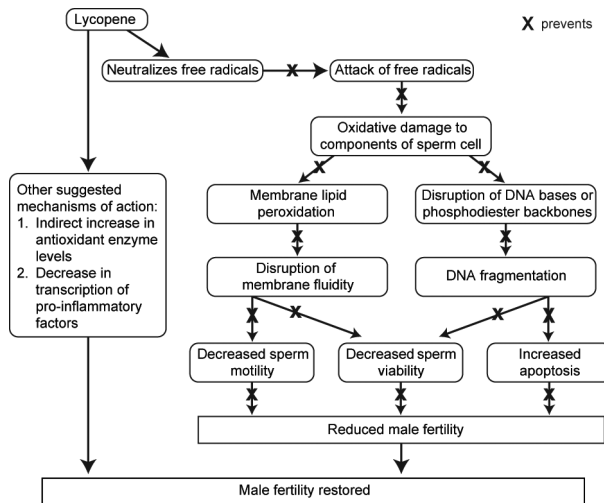 Lycopene
X prevents
Neutralizes free radicals
Attack of free radicals
Oxidative damage to
components of sperm cell
Other suggested
mechanisms of action:
1. Indirect increase in
antioxidant enzyme
levels
2. Decrease in
transcription of
pro-inflammatory
factors
Membrane lipid
peroxidation
Disruption of DNA bases or
phosphodiester backbones
Disruption of
membrane fluidity
DNA fragmentation
Decreased sperm
motility
Decreased sperm
viability
Increased
apoptosis
Reduced male fertility
Male fertility restored